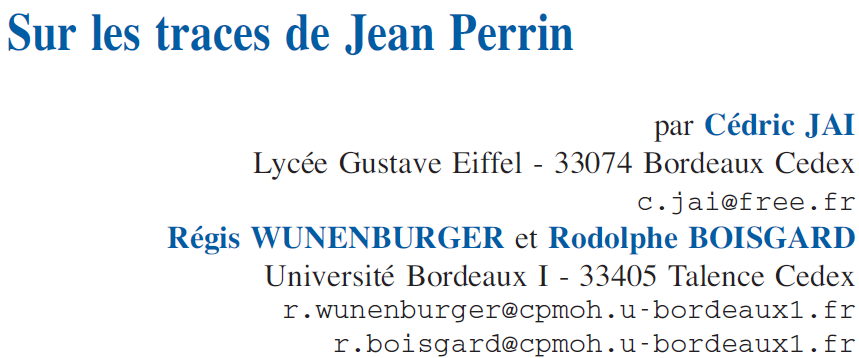 Sur les traces de Jean Perrin
par Cédric JAI
Lycée Gustave Eiffel - 33074 Bordeaux Cedex
c.jai@free.fr
Régis WUNENBURGER et Rodolphe BOISGARD
Université Bordeaux I - 33405 Talence Cedex
r.wunenburger@cpmoh.u-bordeaux1.fr
r.boisgard@cpmoh.u-bordeaux1.fr